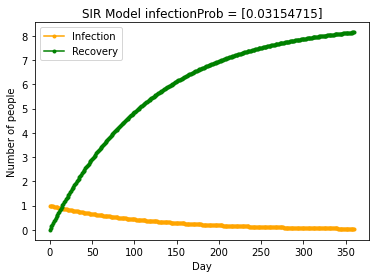 SIR Model infectionProb = [0.03154715]
Infection
Recovery
Number of people
8
7
6
5
4
3
2
1
0
0 50 100 150 200 250 300 350
Day